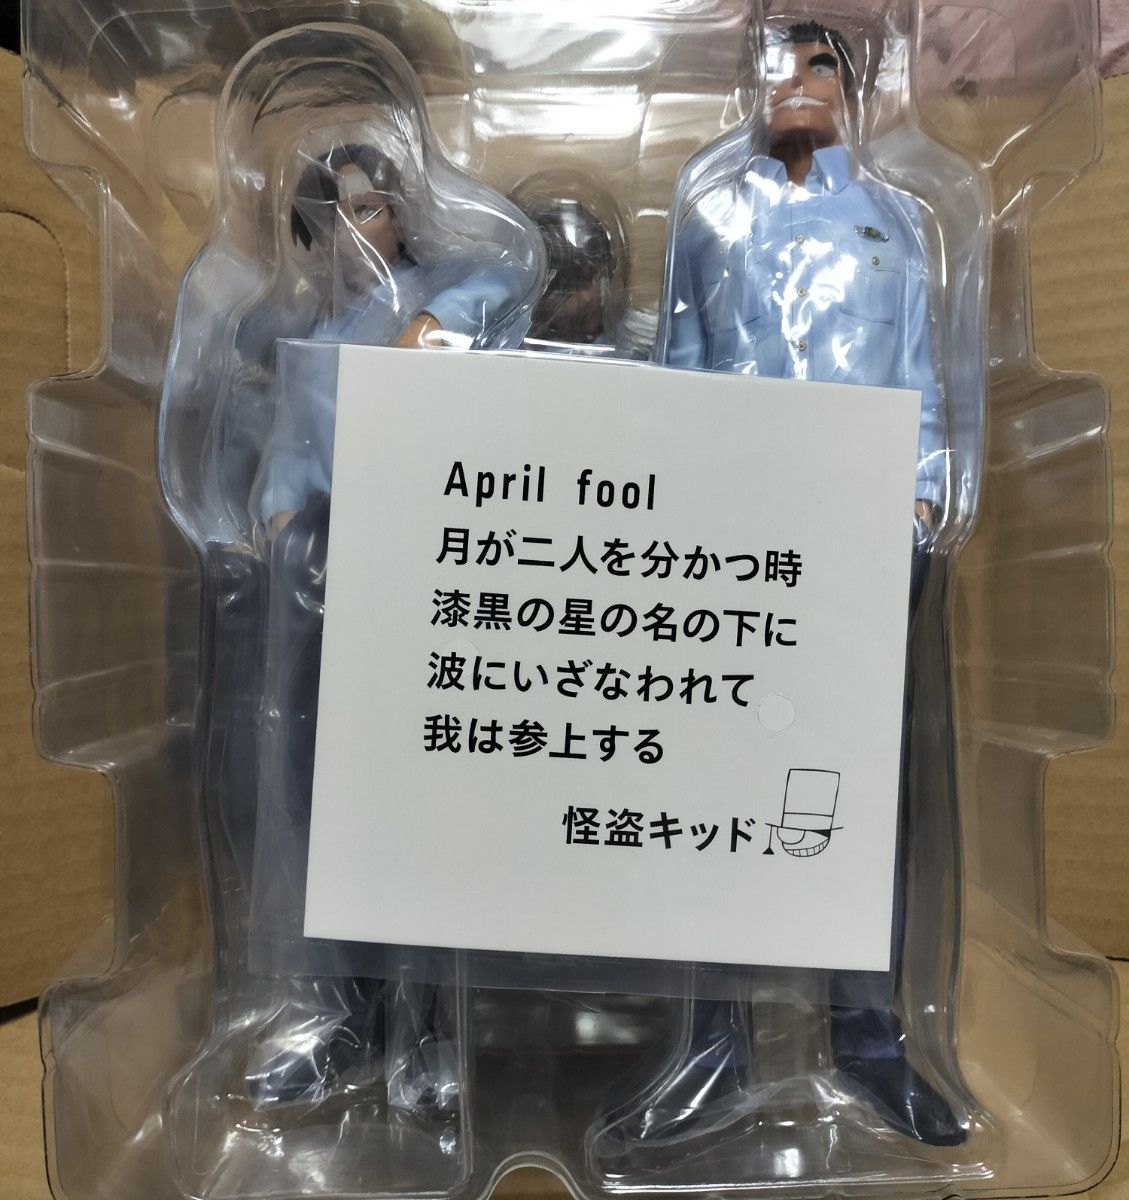 April fool
月が二人を分かつ時
漆黒の星の名の下に
波にいざなわれて
我は参上する
怪盗キッド